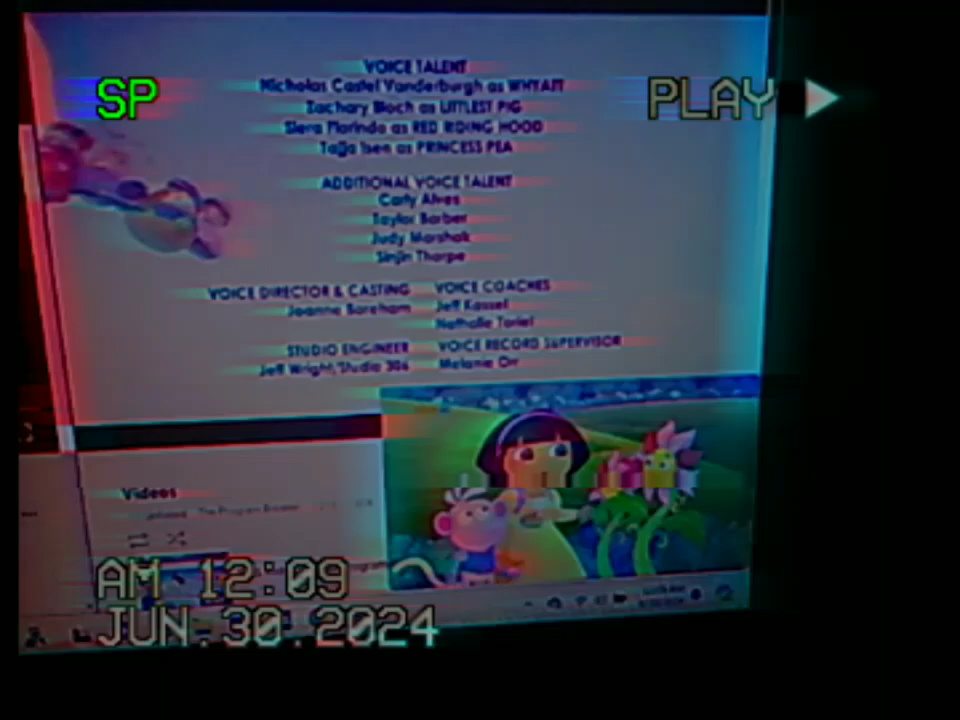 VOICE TALENT
Nicholas Castel Vanderburgh as WHYATT
Zachary Bloch as LITTLEST PIG
Siera Florindo as RED RIDING HOOD
Tajja Isen as PRINCESS PEA
SP
PLAY
ADDITIONAL VOICE TALENT
Carly Alves
Taylor Barber
Judy Marshak
Sinjin Thorpe
VOICE DIRECTOR & CASTING
Joanne Boreham
VOICE COACHES
Jeff Kassel
Nathalie Toriel
STUDIO ENGINEER
Jeff Wright/Studio 306
VOICE RECORD SUPERVISOR
Melanie Orr
Videos
The Program Breaker
AM 12:09
JUN. 30 2024